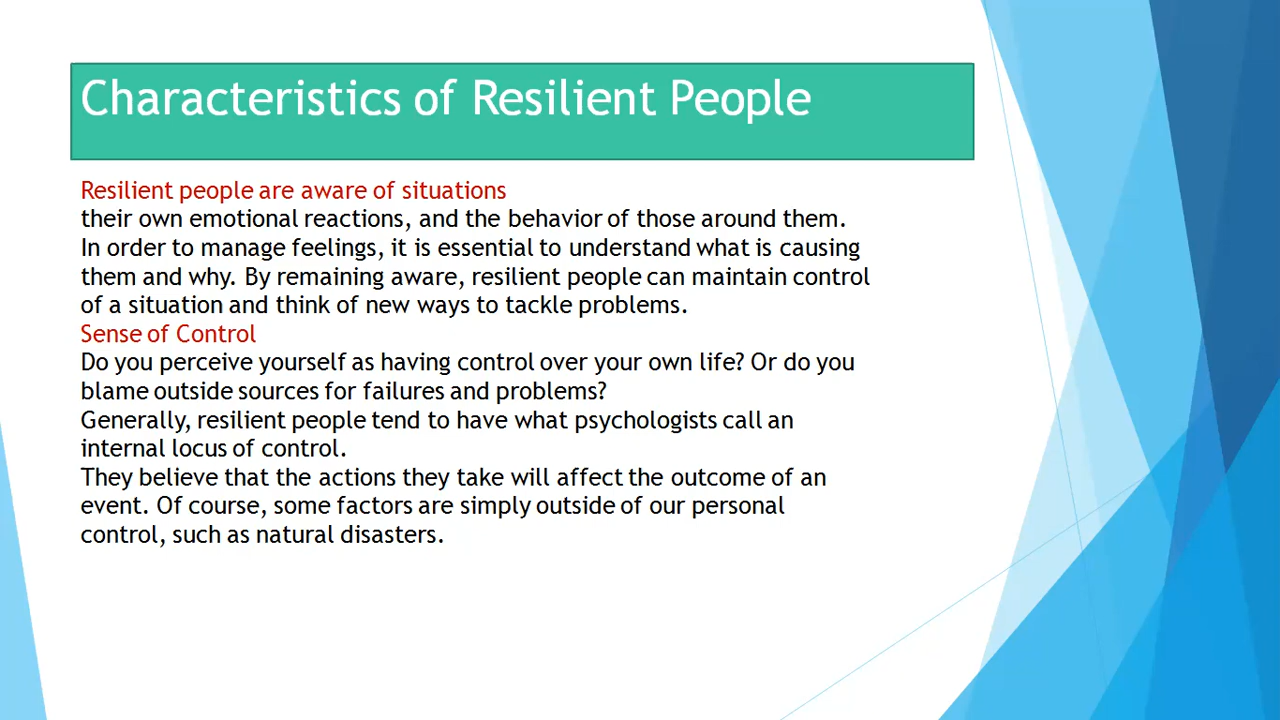 Characteristics of Resilient People
Resilient people are aware of situations
their own emotional reactions, and the behavior of those around them.
In order to manage feelings, it is essential to understand what is causing
them and why. By remaining aware, resilient people can maintain control
of a situation and think of new ways to tackle problems.
Sense of Control
Do you perceive yourself as having control over your own life? Or do you
blame outside sources for failures and problems?
Generally, resilient people tend to have what psychologists call an
internal locus of control.
They believe that the actions they take will affect the outcome of an
event. Of course, some factors are simply outside of our personal
control, such as natural disasters.